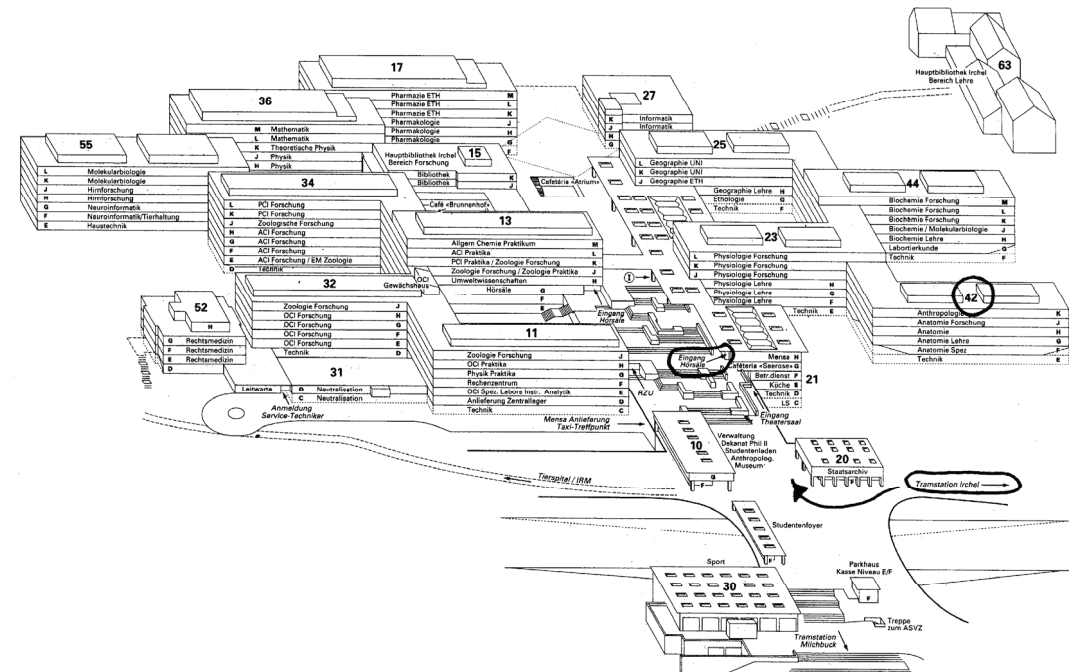 17
Pharmazie ETH M
Pharmazie ETH L
Pharmazie ETH K
Pharmakologie J
Pharmakologie H
Pharmakologie G
F
36
M Mathematik
L Mathematik
K Theoretische Physik
J Physik
H Physik
55
L Molekularbiologie
K Molekularbiologie
J Hirnforschung
H Hirnforschung
G Neuroinformatik
F Neuroinformatik/Tierhaltung
E Haustechnik
Hauptbibliothek Irchel
Bereich Forschung
15
Bibliothek K
Bibliothek J
Cafetéria «Atrium»
Café «Brunnenhof»
27
K Informatik
J Informatik
H
G
63
Hauptbibliothek Irchel
Bereich Lehre
25
L Geographie UNI
K Geographie UNI
J Geographie ETH
Geographie Lehre H
Ethologie G
Technik F
44
Biochemie Forschung M
Biochemie Forschung L
Biochemie Forschung K
Biochemie / Molekularbiologie J
Biochemie Lehre H
Labortierkunde G
Technik F
34
L PCI Forschung
K PCI Forschung
J Zoologische Forschung
H ACI Forschung
G ACI Forschung
F ACI Forschung
E ACI Forschung / EM Zoologie
D Technik
13
Allgem Chemie Praktikum M
ACI Praktika L
PCI Praktika / Zoologie Forschung K
Zoologie Forschung / Zoologie Praktika J
Umweltwissenschaften H
Hörsäle G
F
E
OCI
Gewächshaus
23
L Physiologie Forschung
K Physiologie Forschung
J Physiologie Forschung
Physiologie Lehre H
Physiologie Lehre G
Physiologie Lehre F
Technik E
42
Anthropologie K
Anatomie Forschung J
Anatomie H
Anatomie Lehre G
Anatomie Spez F
Technik E
32
Zoologie Forschung J
OCI Forschung H
OCI Forschung G
OCI Forschung F
OCI Forschung E
Technik D
52
H
G Rechtsmedizin
F Rechtsmedizin
E Rechtsmedizin
D
I
Eingang
Hörsäle
11
Zoologie Forschung J
OCI Praktika H
Physik Praktika G
Rechenzentrum F
OCI Spez. Labors Instr. Analytik E
Anlieferung Zentrallager D
Technik C
Eingang
Hörsäle
Mensa H
Cafétéria «Seerose» G
Betr.dienst F
Küche E
Technik D
LS C
21
31
Leitwarte
D Neutralisation
C Neutralisation
RZU
Anmeldung
Service-Techniker
Mensa Anlieferung
Taxi-Treffpunkt
Eingang
Theatersaal
10
G
F
Verwaltung
Dekanat Phil II
Studentenladen
Anthropolog.
Museum
20
Staatsarchiv
F
Tierspital / IRM
Tramstation Irchel
Studentenfoyer
F
Sport
30
Parkhaus
Kasse Niveau E/F
F
Treppe
zum ASVZ
Tramstation
Milchbuck